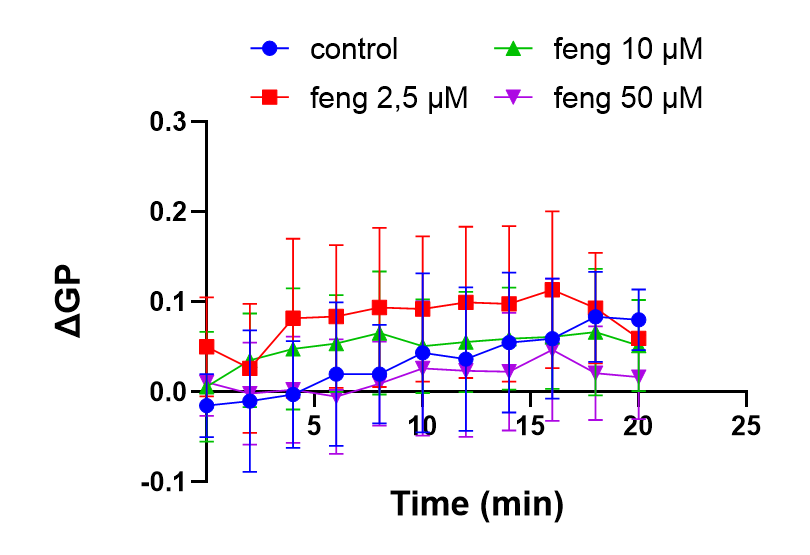 control feng 10 µM
feng 2,5 µM feng 50 µM
0.3
0.2
0.1
0.0
5 10 15 20 25
-0.1
ΔGP
Time (min)